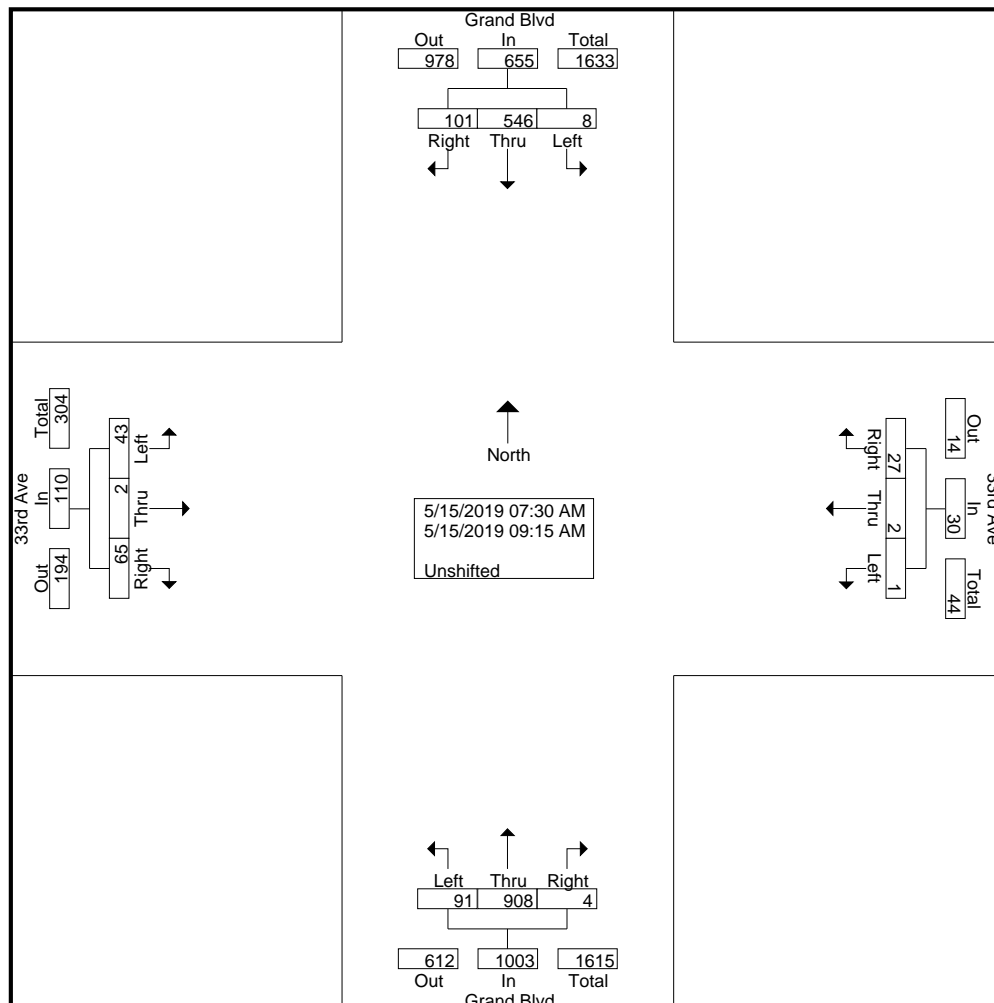 Grand Blvd
Out In Total
978 655 1633
101 546 8
Right Thru Left
33rd Ave
Total In Out
304 110 194
43 2 65
Left Thru Right
North
5/15/2019 07:30 AM
5/15/2019 09:15 AM
Unshifted
Right Thru Left
27 2 1
Out In Total
14 30 44
33rd Ave
Left Thru Right
91 908 4
612 1003 1615
Out In Total
Grand Blvd